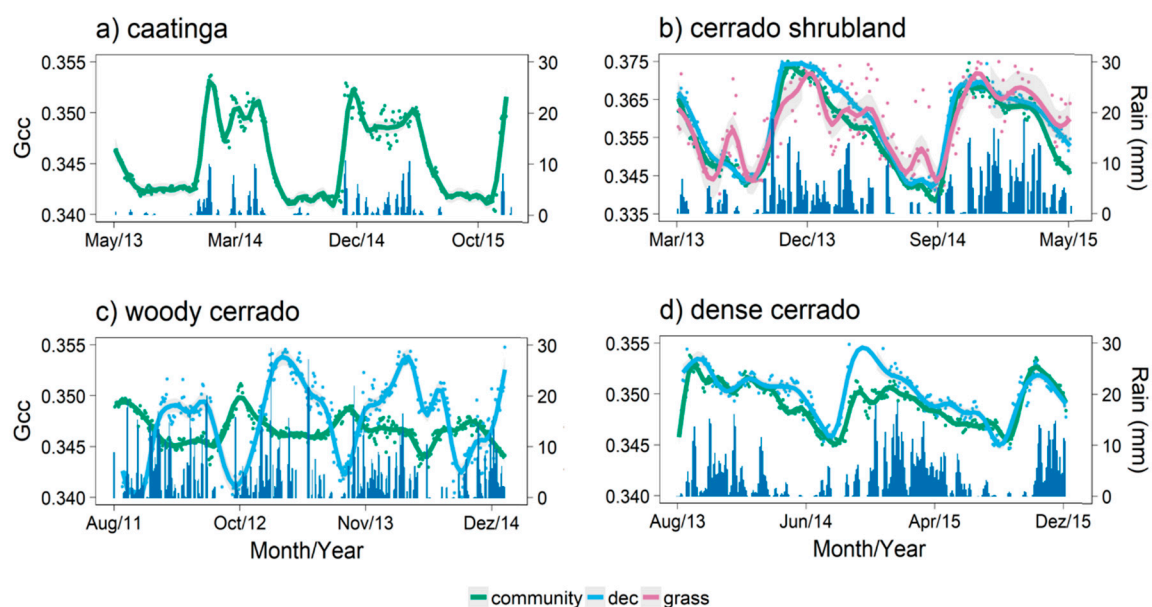 a) caatinga
b) cerrado shrubland
0.355
0.350
0.345
0.340
Gcc
30
20
10
0
May/13 Mar/14 Dec/14 Oct/15
0.375
0.365
0.355
0.345
0.335
30
20
10
0
Rain (mm)
Mar/13 Dec/13 Sep/14 May/15
c) woody cerrado
d) dense cerrado
0.355
0.350
0.345
0.340
Gcc
30
20
10
0
Aug/11 Oct/12 Nov/13 Dez/14
Month/Year
0.355
0.350
0.345
0.340
30
20
10
0
Rain (mm)
Aug/13 Jun/14 Apr/15 Dez/15
Month/Year
community dec grass